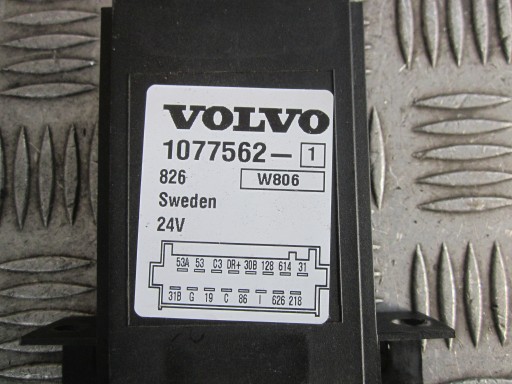 VOLVO
1077562- 1
826 W806
Sweden
24V
53A 53 C3 DR+ 30B 128 614 31
31B G 19 C 86 I 626 218